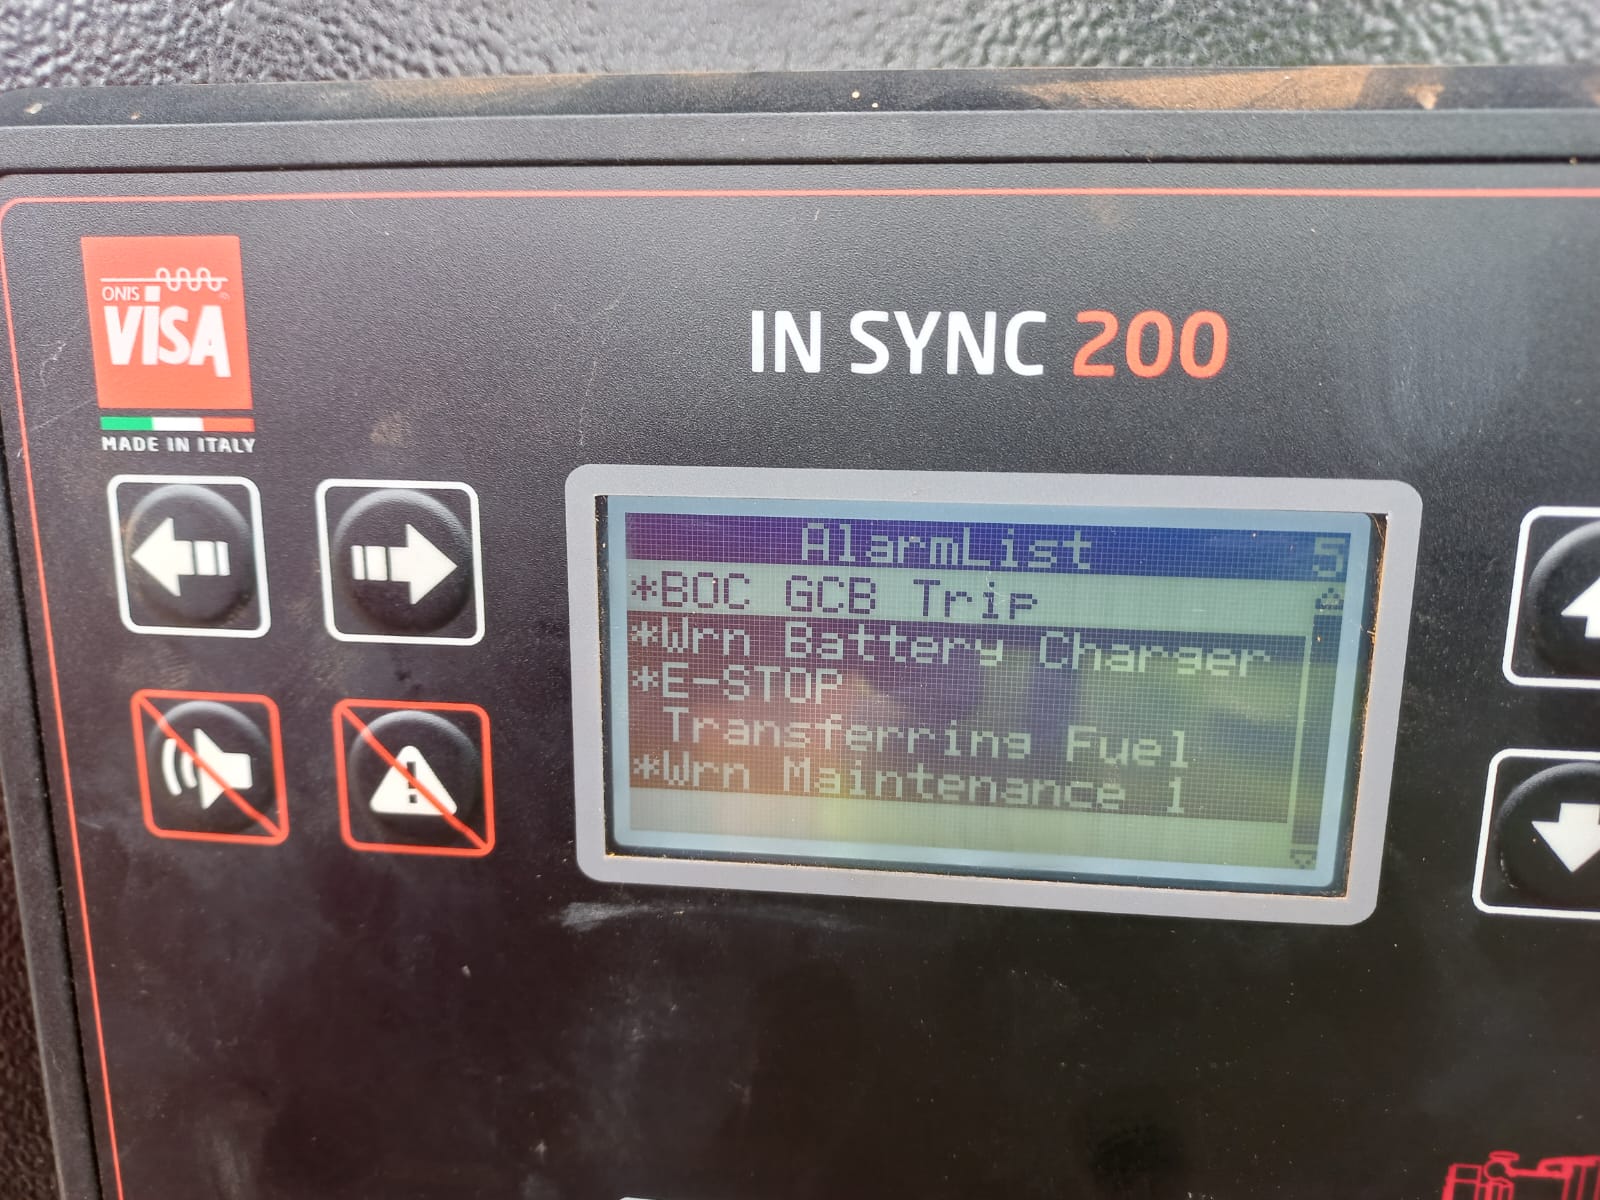 ONIS
VISA
MADE IN ITALY
IN SYNC 200
AlarmList 5
*BOC GCB Trip
*Wrn Battery Charger
*E-STOP
Transferring Fuel
*Wrn Maintenance 1